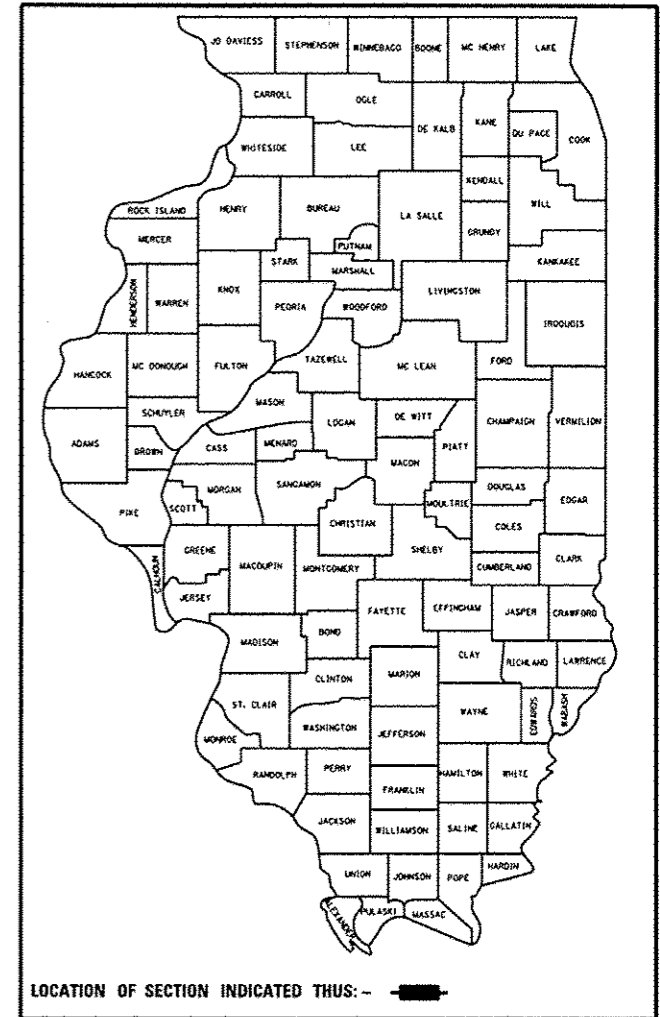 JO DAVIESS STEPHENSON WINNEBAGO BOONE MC HENRY LAKE
CARROLL OGLE DE KALB KANE DU PAGE COOK
WHITESIDE LEE
KENDALL WILL
ROCK ISLAND HENRY BUREAU LA SALLE GRUNDY
MERCER PUTNAM
STARK MARSHALL KANKAKEE
HENDERSON WARREN KNOX PEORIA WOODFORD LIVINGSTON IROQUOIS
HANCOCK MC DONOUGH FULTON TAZEWELL MC LEAN FORD
SCHUYLER MASON LOGAN DE WITT CHAMPAIGN VERMILION
ADAMS BROWN CASS MENARD MACON PIATT
PIKE SCOTT MORGAN SANGAMON MOULTRIE DOUGLAS EDGAR
CHRISTIAN COLES
CALHOUN GREENE MACOUPIN MONTGOMERY SHELBY CUMBERLAND CLARK
JERSEY FAYETTE EFFINGHAM JASPER CRAWFORD
MADISON BOND CLAY RICHLAND LAWRENCE
CLINTON MARION
ST. CLAIR WAYNE EDWARDS WABASH
MONROE WASHINGTON JEFFERSON
RANDOLPH PERRY HAMILTON WHITE
FRANKLIN
JACKSON WILLIAMSON SALINE GALLATIN
UNION JOHNSON POPE HARDIN
ALEXANDER PULASKI MASSAC
LOCATION OF SECTION INDICATED THUS: -